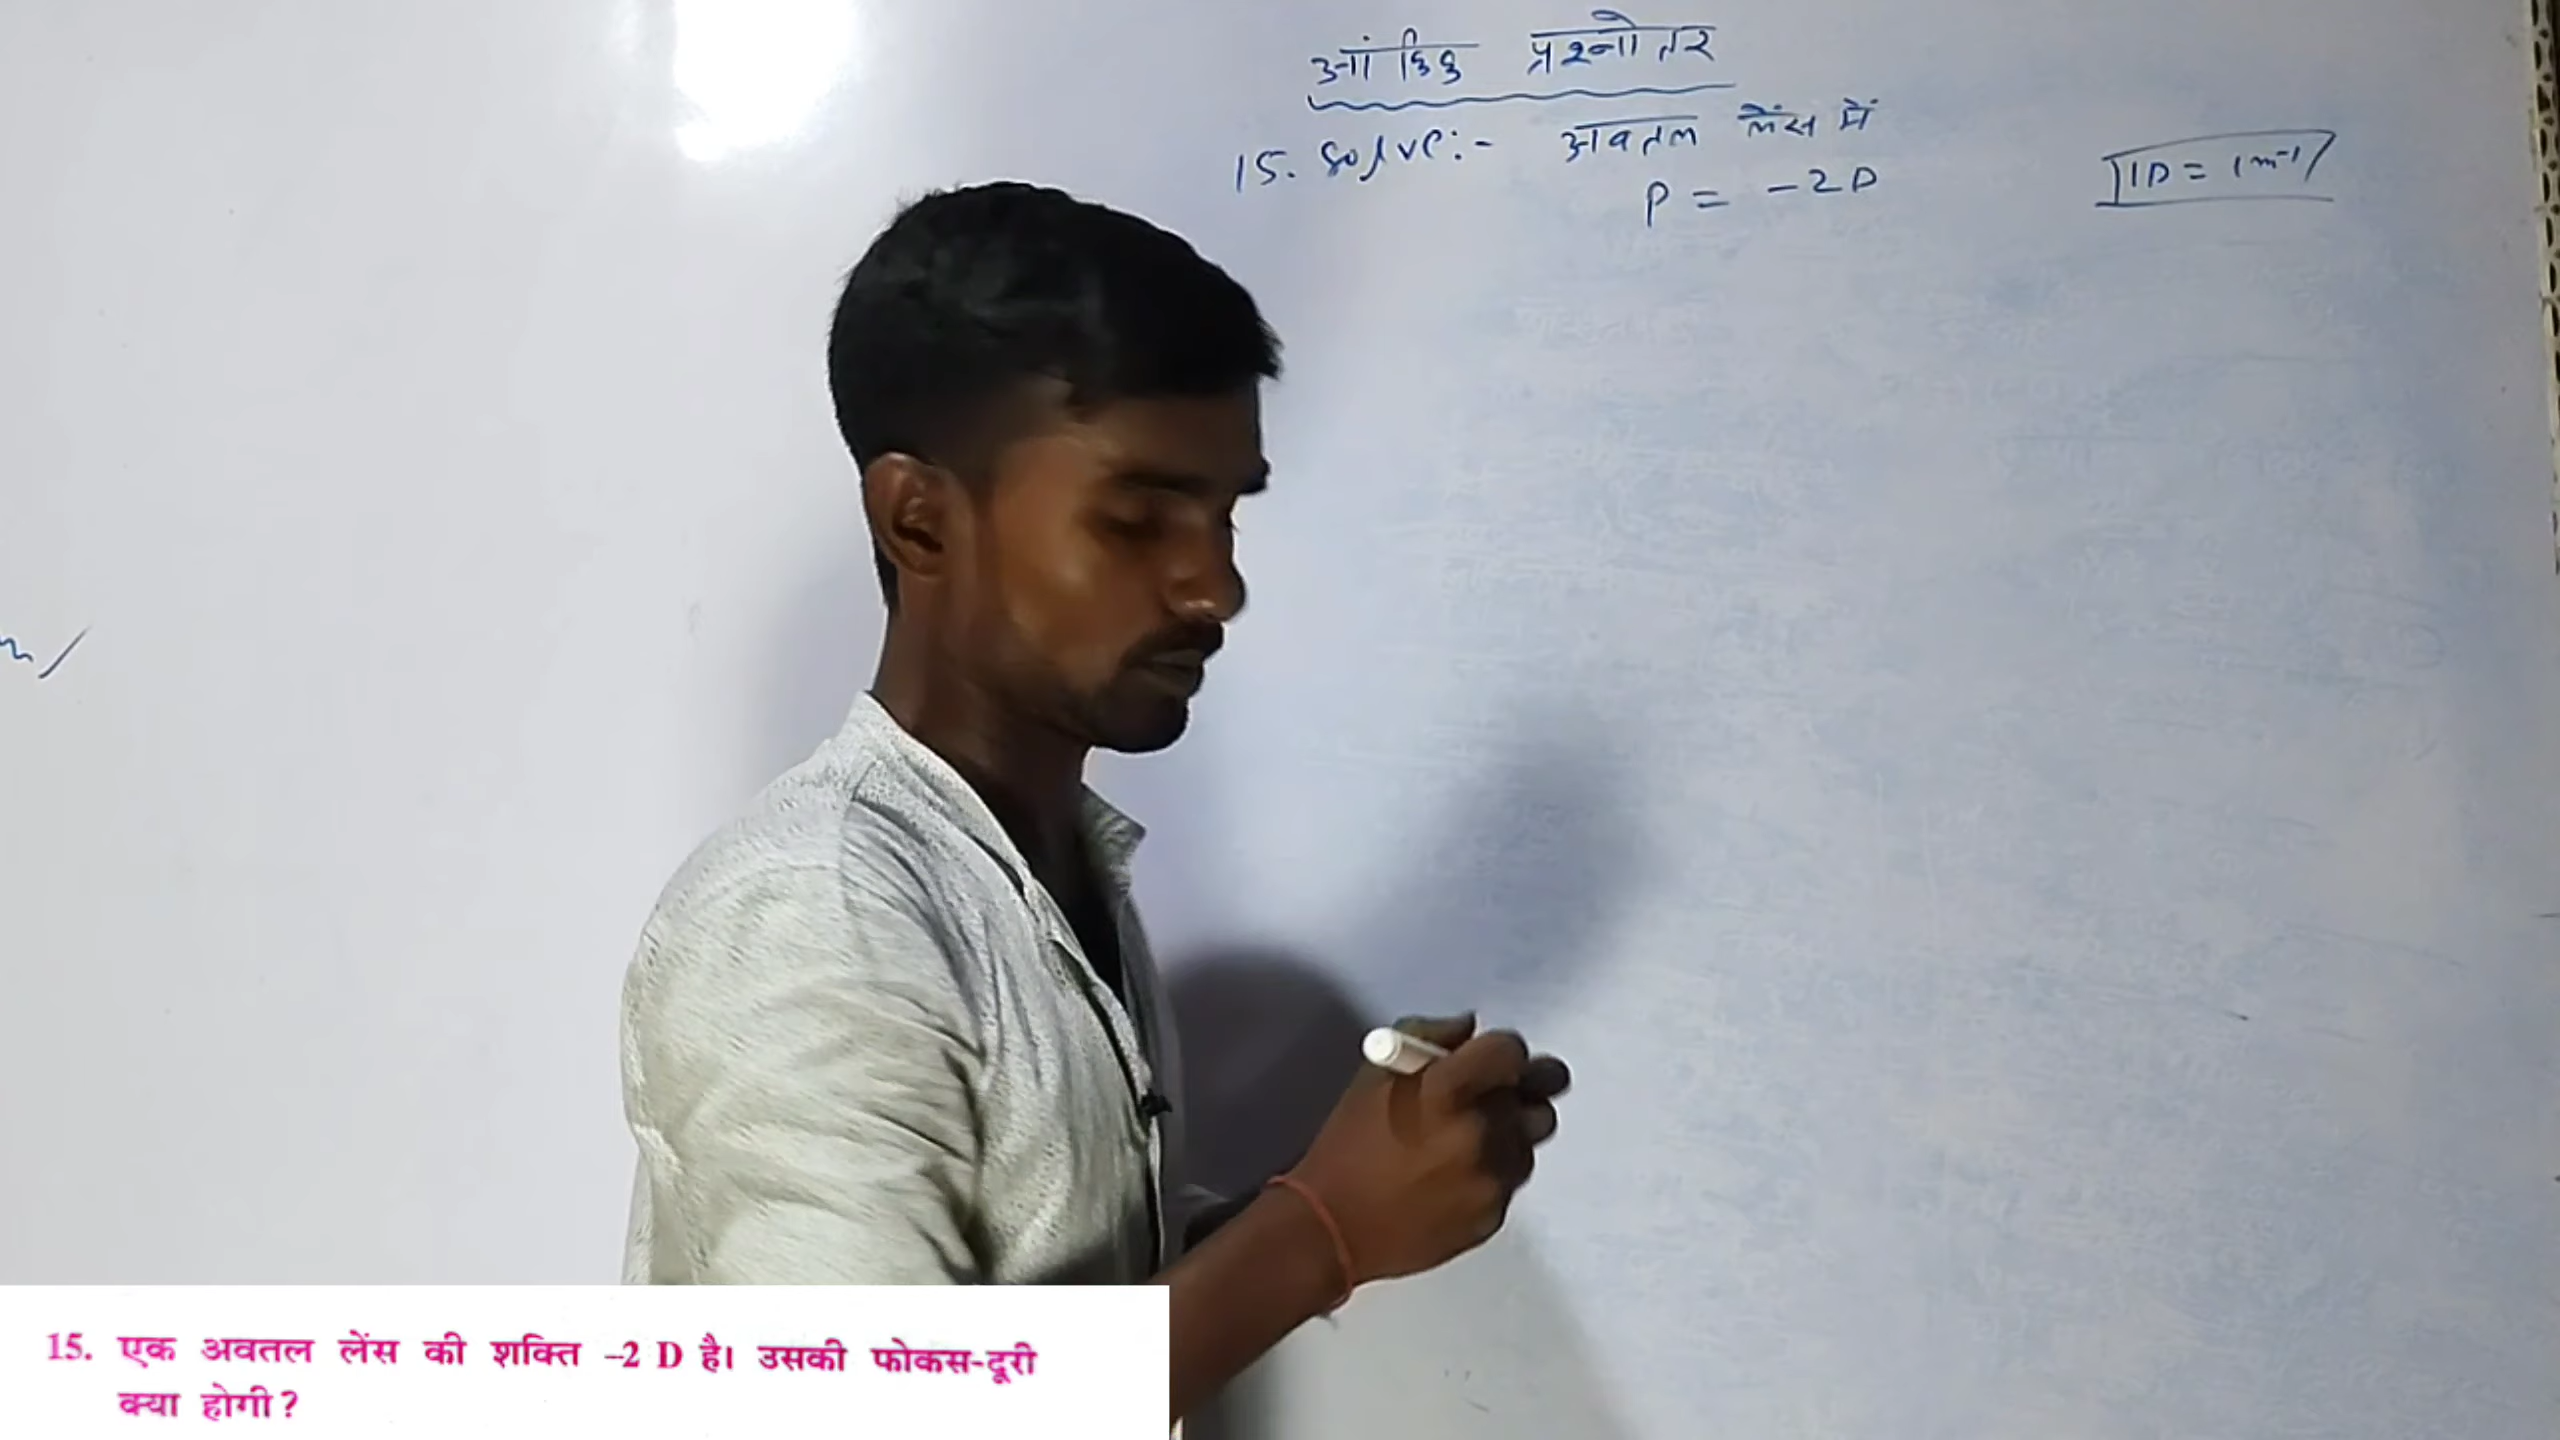 आंकिक प्रश्नोतर
15. Solve:- अवतल लेंस में
P = -2D
1D = 1m⁻¹
m/
15. एक अवतल लेंस की शक्ति –2 D है। उसकी फोकस-दूरी
क्या होगी?